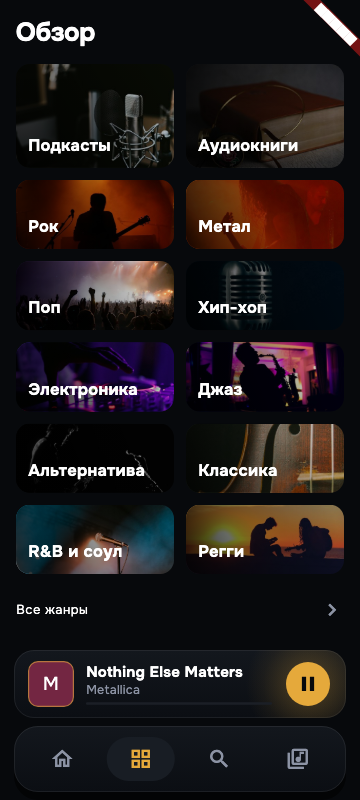 Обзор
Подкасты
Аудиокниги
Рок
Метал
Поп
Хип-хоп
Электроника
Джаз
Альтернатива
Классика
R&B и соул
Регги
Все жанры
M
Nothing Else Matters
Metallica